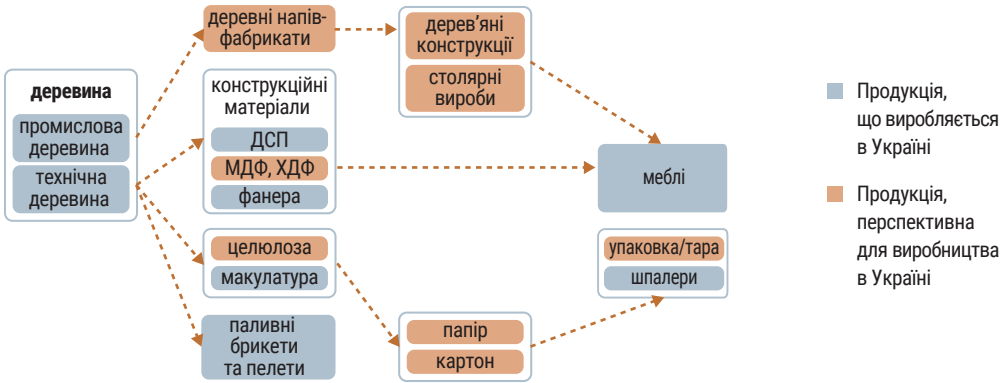 деревина
промислова
деревина
технічна
деревина
деревні напів-
фабрикати
конструкційні
матеріали
ДСП
МДФ, ХДФ
фанера
целюлоза
макулатура
паливні
брикети
та пелети
дерев’яні
конструкції
столярні
вироби
папір
картон
меблі
упаковка/тара
шпалери
Продукція,
що виробляється
в Україні
Продукція,
перспективна
для виробництва
в Україні